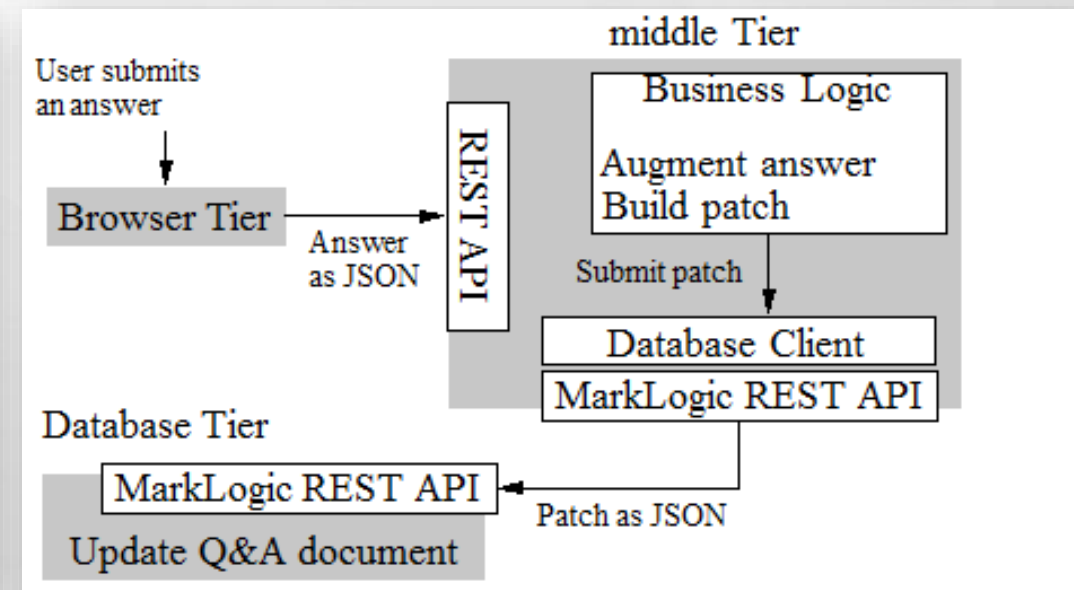 middle Tier
User submits
an answer
Business Logic
REST API
Augment answer
Build patch
Browser Tier
Answer
as JSON
Submit patch
Database Client
MarkLogic REST API
Database Tier
MarkLogic REST API
Patch as JSON
Update Q&A document